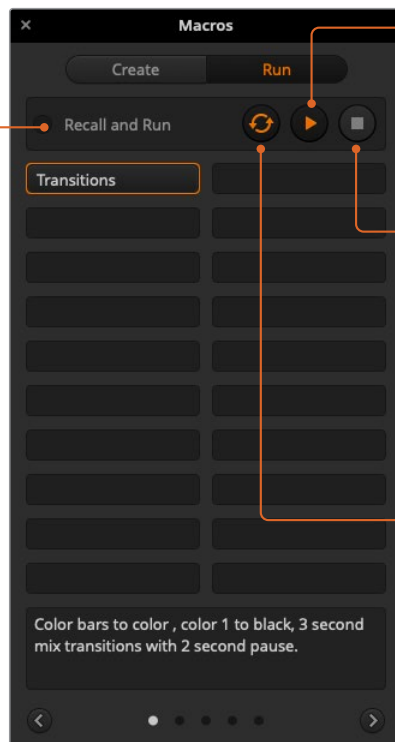 Macros
Create
Run
Recall and Run
Transitions
Color bars to color , color 1 to black, 3 second
mix transitions with 2 second pause.